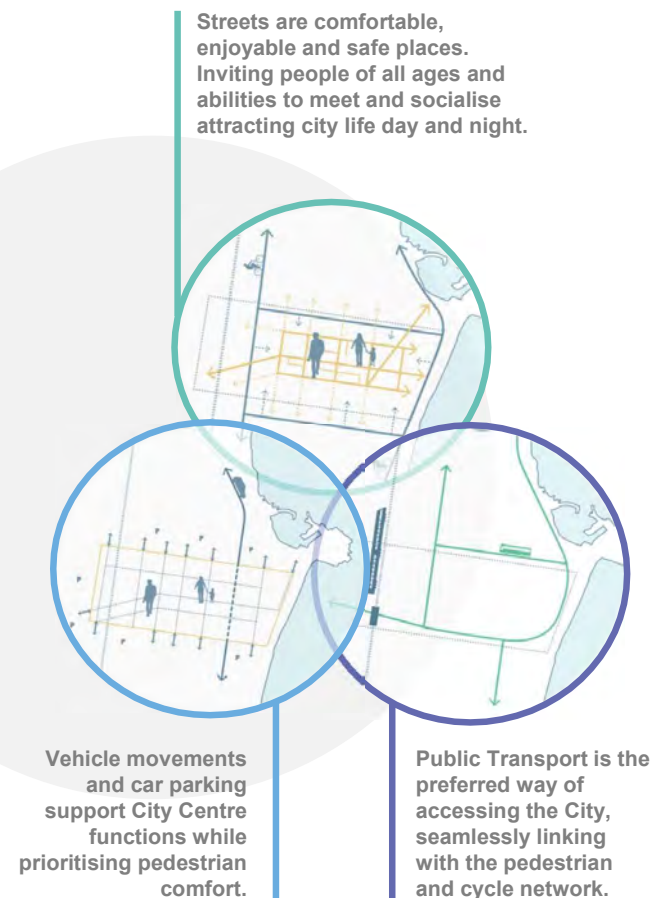 Streets are comfortable,
enjoyable and safe places.
Inviting people of all ages and
abilities to meet and socialise
attracting city life day and night.
P
P
P
P
P
P
P
P
Vehicle movements
and car parking
support City Centre
functions while
prioritising pedestrian
comfort.
Public Transport is the
preferred way of
accessing the City,
seamlessly linking
with the pedestrian
and cycle network.